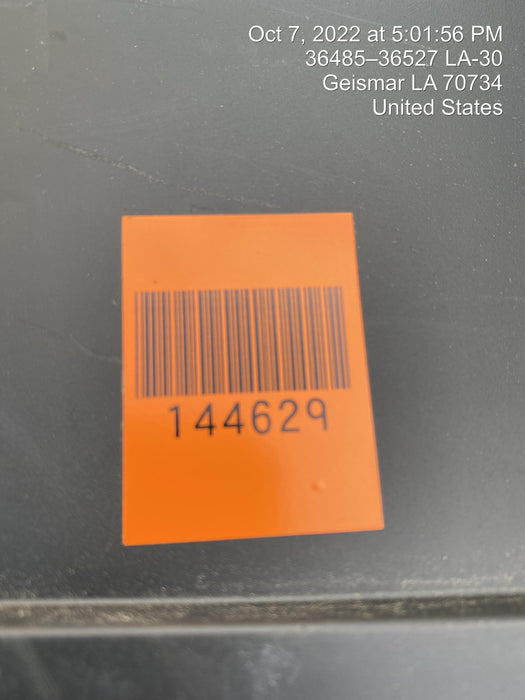 Oct 7, 2022 at 5:01:56 PM
36485–36527 LA-30
Geismar LA 70734
United States
144629